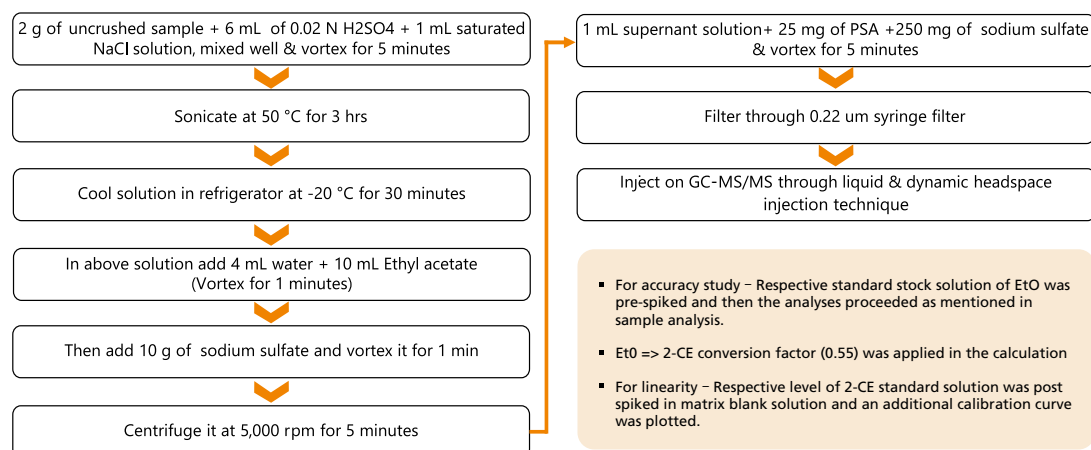 2 g of uncrushed sample + 6 mL of 0.02 N H2SO4 + 1 mL saturated
NaCl solution, mixed well & vortex for 5 minutes
Sonicate at 50 °C for 3 hrs
Cool solution in refrigerator at -20 °C for 30 minutes
In above solution add 4 mL water + 10 mL Ethyl acetate
(Vortex for 1 minutes)
Then add 10 g of sodium sulfate and vortex it for 1 min
Centrifuge it at 5,000 rpm for 5 minutes
1 mL supernant solution+ 25 mg of PSA +250 mg of sodium sulfate
& vortex for 5 minutes
Filter through 0.22 um syringe filter
Inject on GC-MS/MS through liquid & dynamic headspace
injection technique
▪ For accuracy study – Respective standard stock solution of EtO was
pre-spiked and then the analyses proceeded as mentioned in
sample analysis.
▪ Et0 => 2-CE conversion factor (0.55) was applied in the calculation
▪ For linearity – Respective level of 2-CE standard solution was post
spiked in matrix blank solution and an additional calibration curve
was plotted.